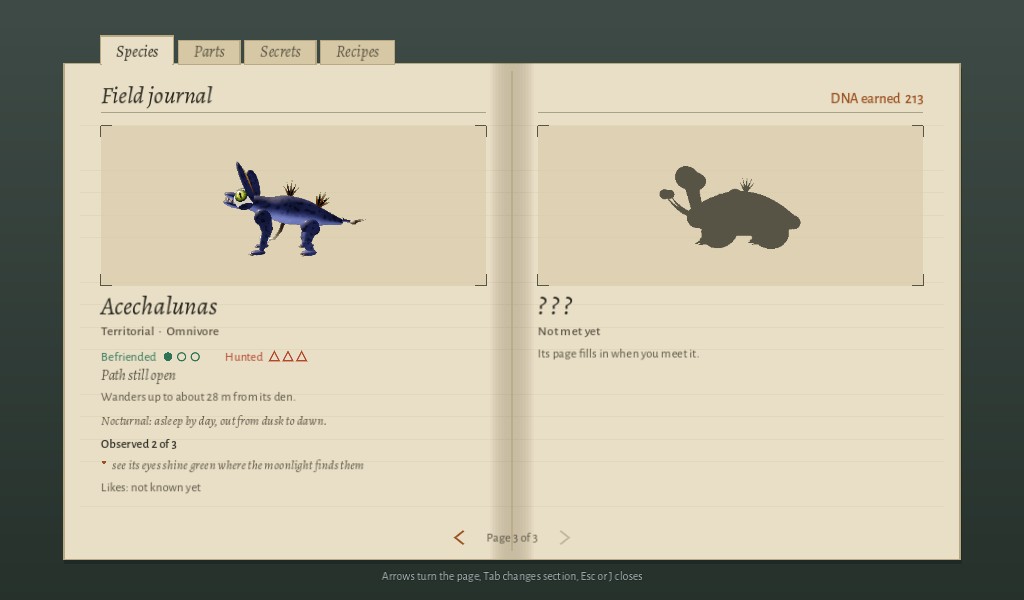 Species Parts Secrets Recipes
Field journal
DNA earned 213
Acechalunas
Territorial · Omnivore
Befriended Hunted
Path still open
Wanders up to about 28 m from its den.
Nocturnal: asleep by day, out from dusk to dawn.
Observed 2 of 3
see its eyes shine green where the moonlight finds them
Likes: not known yet
? ? ?
Not met yet
Its page fills in when you meet it.
Page 3 of 3
Arrows turn the page, Tab changes section, Esc or J closes